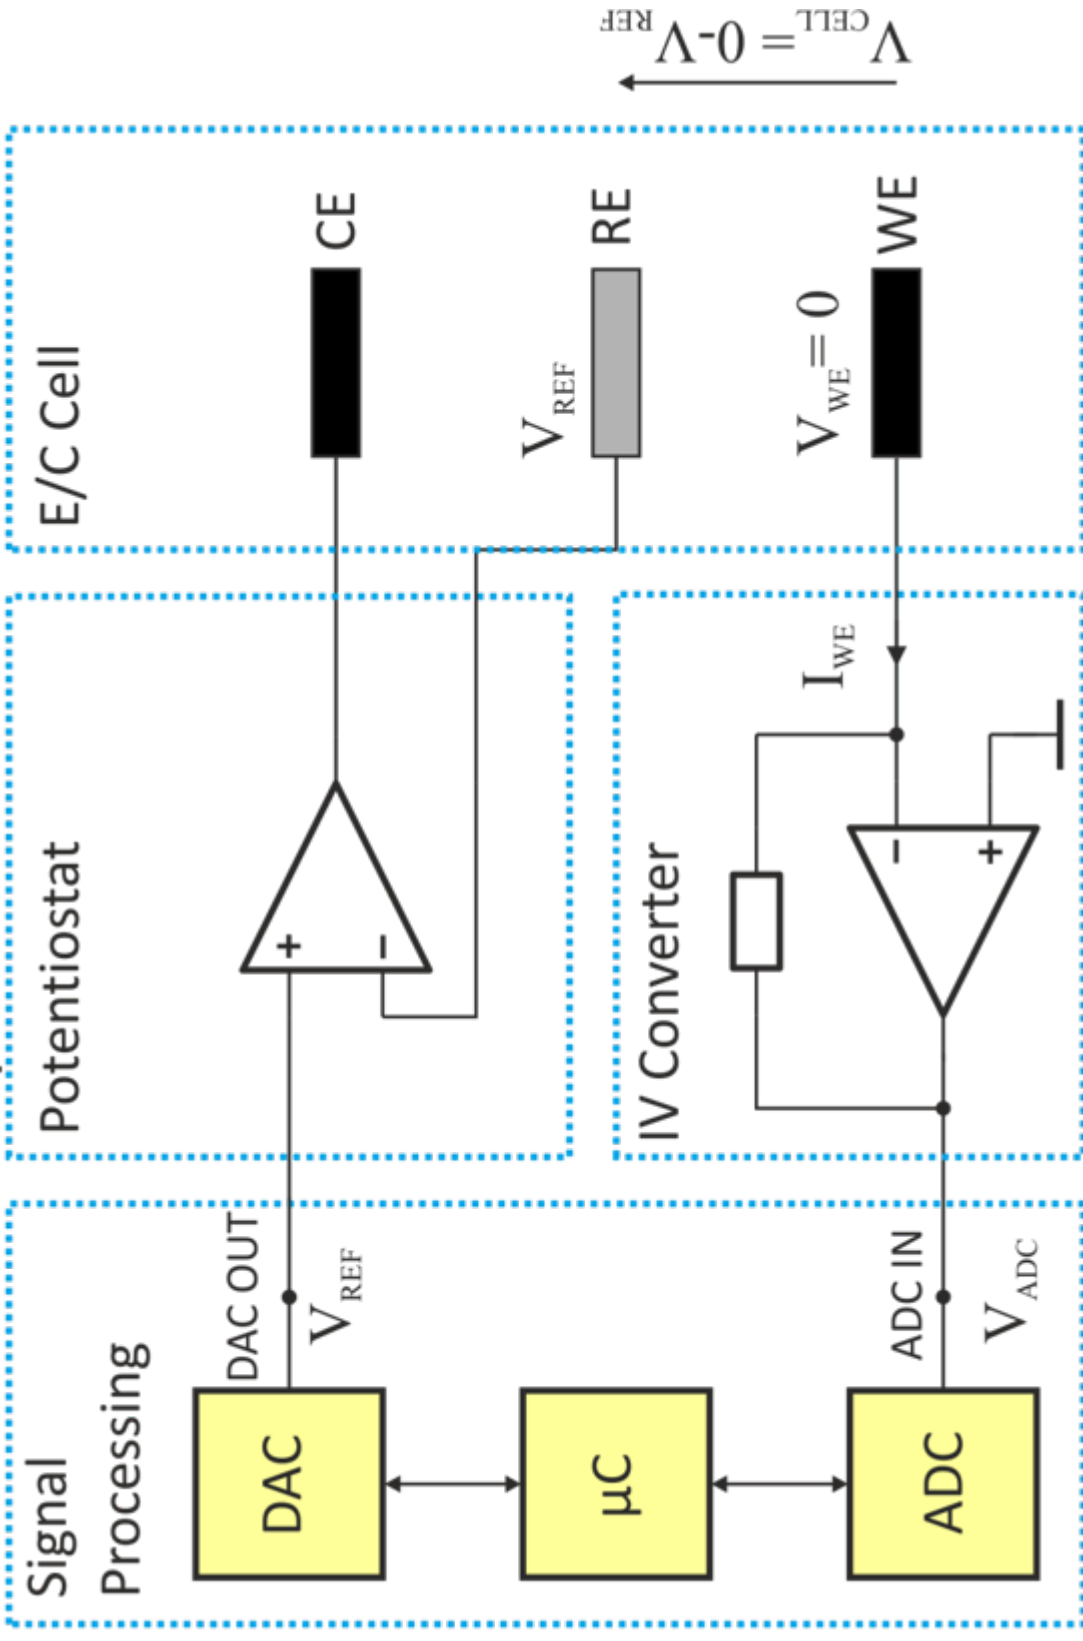 Signal
Processing
DAC
µC
ADC
DAC OUT
V_REF
ADC IN
V_ADC
Potentiostat
+
−
IV Converter
−
+
I_WE
E/C Cell
CE
V_REF
RE
V_WE = 0
WE
V_CELL = 0-V_REF